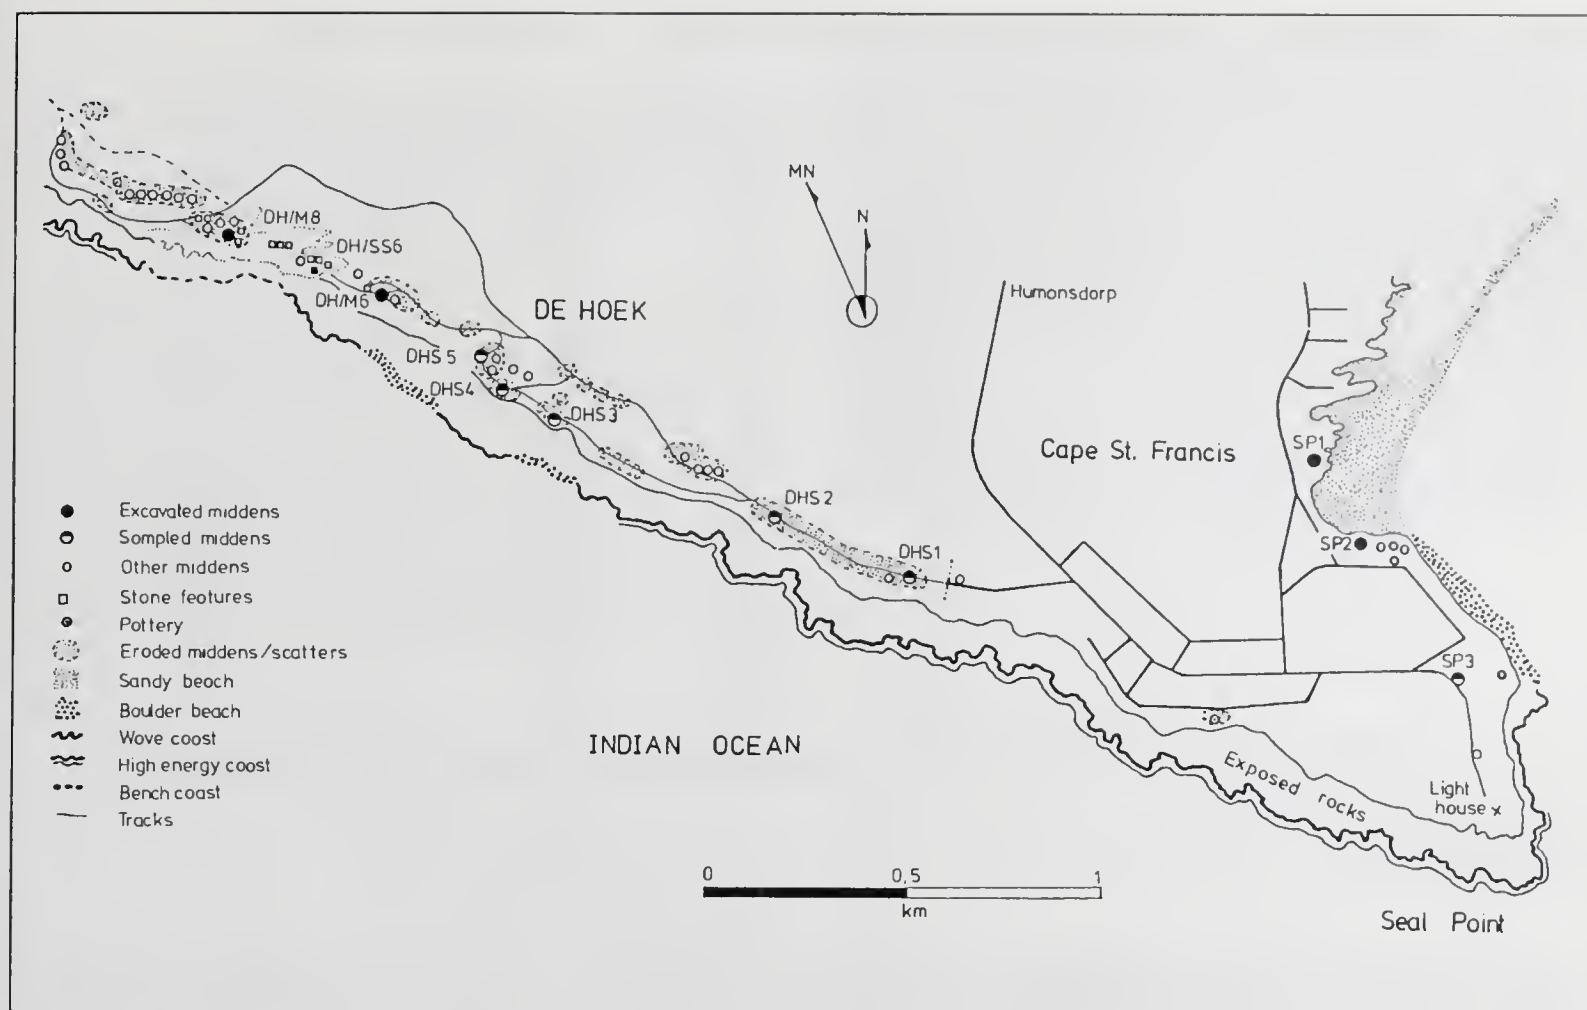 MN
N
DH/M8
DH/SS6
DH/M6
DE HOEK
Humonsdorp
DHS 5
DHS4
DHS 3
Cape St. Francis
SP1
DHS 2
SP2
DHS1
SP3
Excavated middens
Sompled middens
Other middens
Stone feotures
Pottery
Eroded middens/scatters
Sandy beoch
Boulder beach
Wove coost
High energy coost
Bench coast
Tracks
INDIAN OCEAN
Exposed rocks
Light
house x
0 0,5 1
km
Seal Point